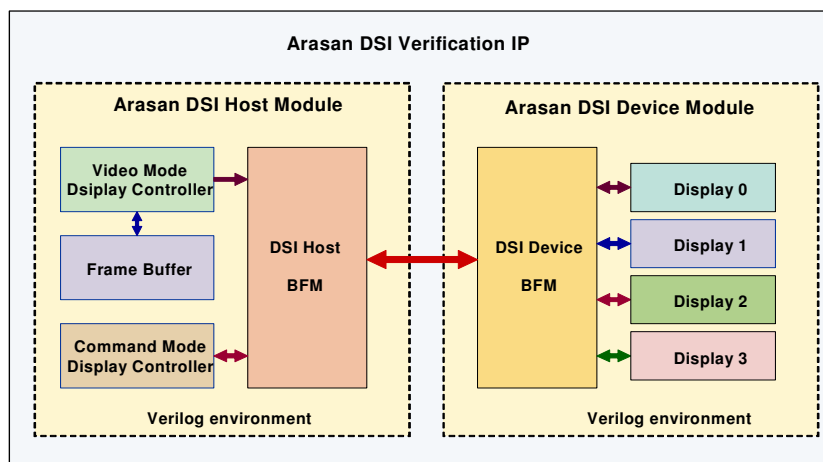 Arasan DSI Verification IP
Arasan DSI Host Module
Video Mode
Dsiplay Controller
Frame Buffer
Command Mode
Display Controller
DSI Host
BFM
Verilog environment
Arasan DSI Device Module
DSI Device
BFM
Display 0
Display 1
Display 2
Display 3
Verilog environment